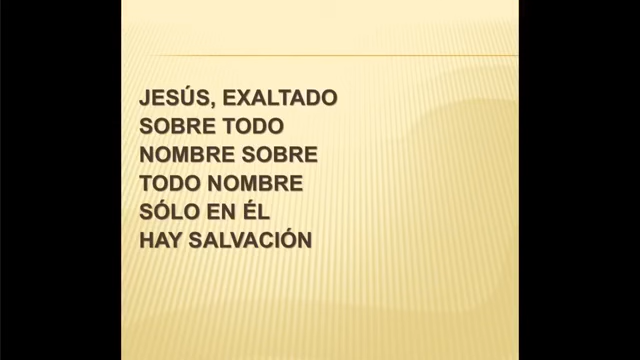 JESÚS, EXALTADO
SOBRE TODO
NOMBRE SOBRE
TODO NOMBRE
SÓLO EN ÉL
HAY SALVACIÓN